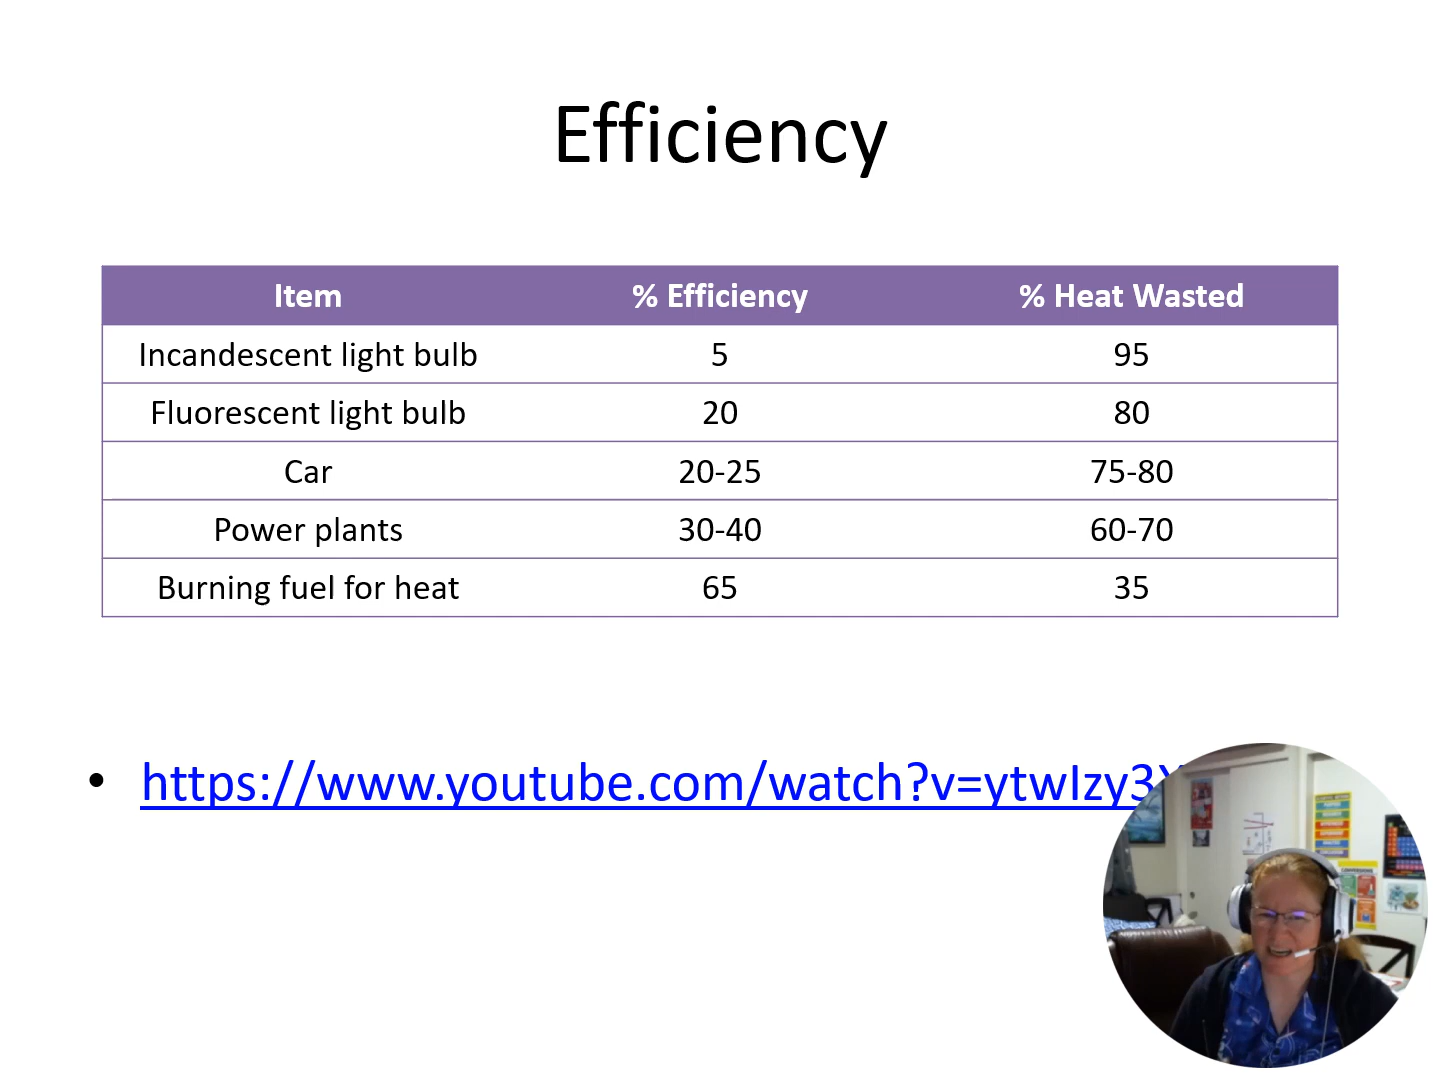 Efficiency
Item % Efficiency % Heat Wasted
Incandescent light bulb 5 95
Fluorescent light bulb 20 80
Car 20-25 75-80
Power plants 30-40 60-70
Burning fuel for heat 65 35
• https://www.youtube.com/watch?v=ytwIzy3